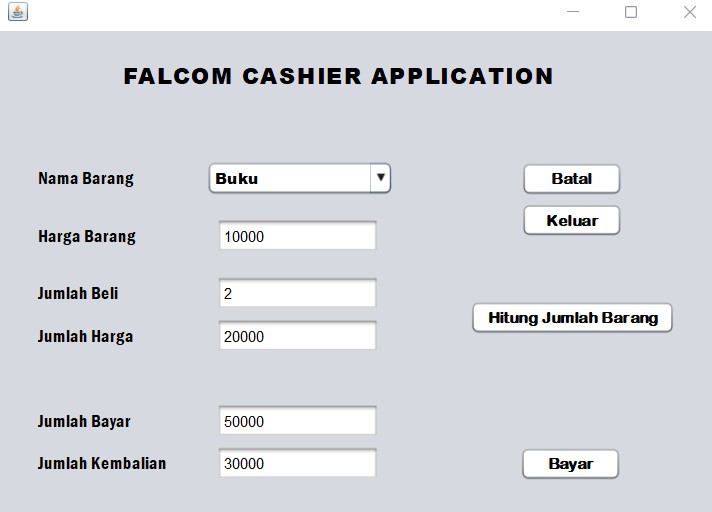 FALCOM CASHIER APPLICATION
Nama Barang Buku Batal
Keluar
Harga Barang 10000
Jumlah Beli 2
Hitung Jumlah Barang
Jumlah Harga 20000
Jumlah Bayar 50000
Jumlah Kembalian 30000 Bayar